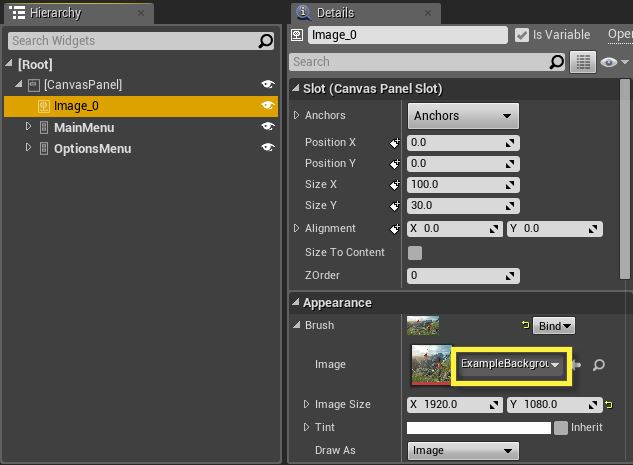 Hierarchy
Search Widgets
[Root]
[CanvasPanel]
Image_0
MainMenu
OptionsMenu
Details
Image_0 Is Variable Ope
Search
Slot (Canvas Panel Slot)
Anchors Anchors
Position X 0.0
Position Y 0.0
Size X 100.0
Size Y 30.0
Alignment X 0.0 Y 0.0
Size To Content
ZOrder 0
Appearance
Brush Bind
Image ExampleBackgrou
Image Size X 1920.0 Y 1080.0
Tint Inherit
Draw As Image